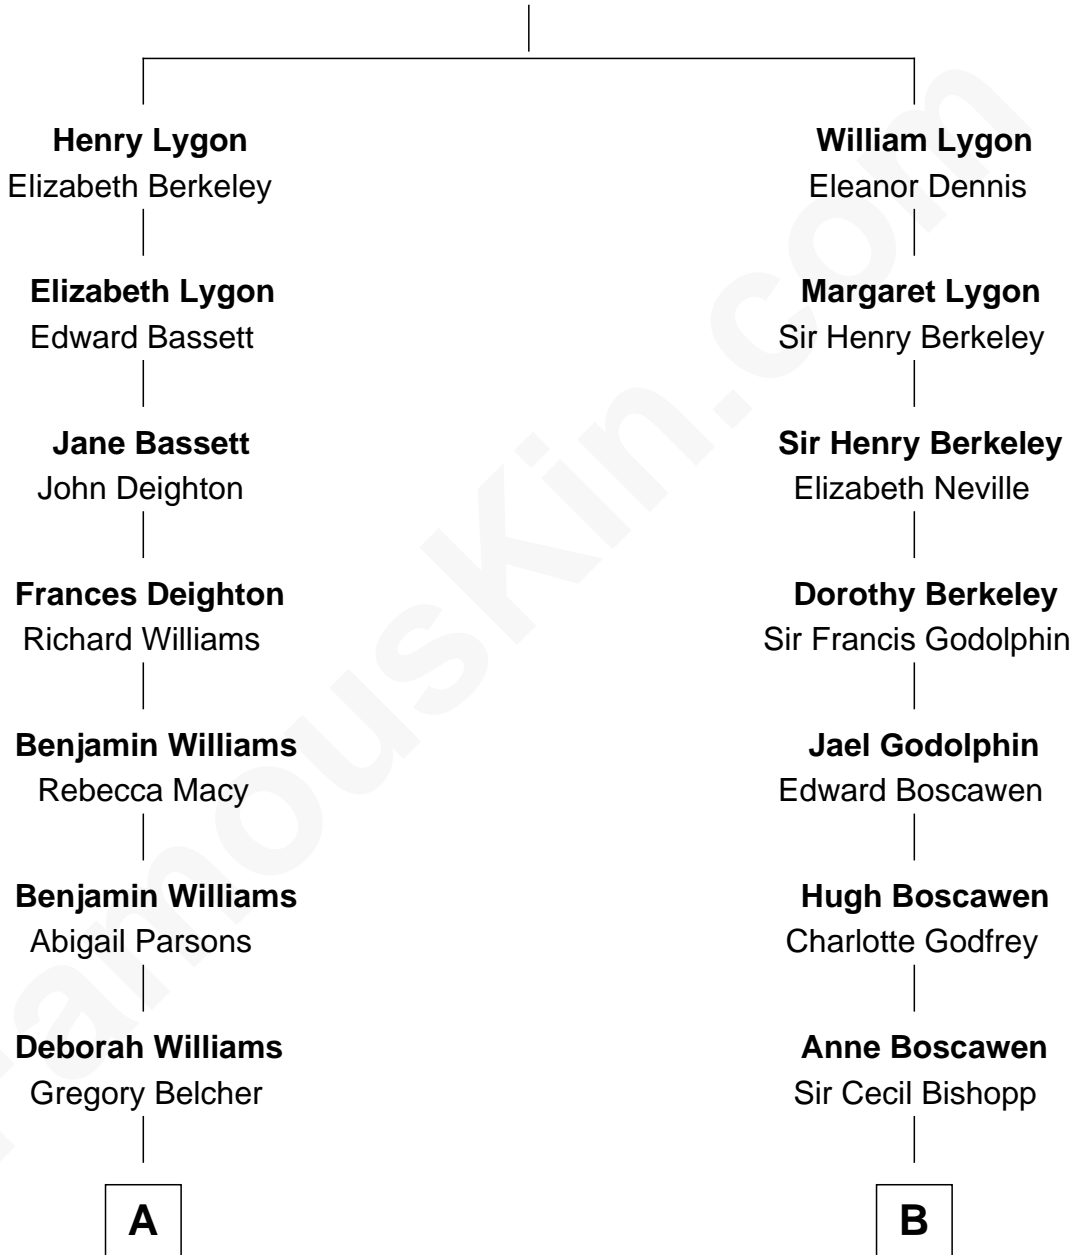 Henry Lygon
Elizabeth Berkeley
Elizabeth Lygon
Edward Bassett
Jane Bassett
John Deighton
Frances Deighton
Richard Williams
Benjamin Williams
Rebecca Macy
Benjamin Williams
Abigail Parsons
Deborah Williams
Gregory Belcher
A
William Lygon
Eleanor Dennis
Margaret Lygon
Sir Henry Berkeley
Sir Henry Berkeley
Elizabeth Neville
Dorothy Berkeley
Sir Francis Godolphin
Jael Godolphin
Edward Boscawen
Hugh Boscawen
Charlotte Godfrey
Anne Boscawen
Sir Cecil Bishopp
B
FamousKin.com